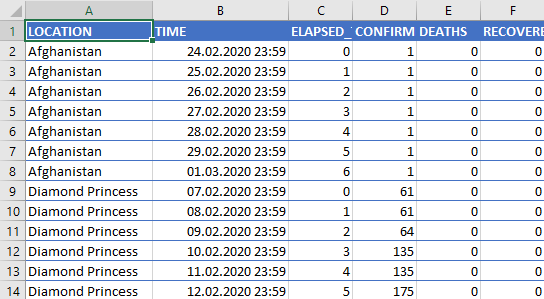 A B C D E F
1 LOCATION TIME ELAPSED_ CONFIRM DEATHS RECOVERE
2 Afghanistan 24.02.2020 23:59 0 1 0 0
3 Afghanistan 25.02.2020 23:59 1 1 0 0
4 Afghanistan 26.02.2020 23:59 2 1 0 0
5 Afghanistan 27.02.2020 23:59 3 1 0 0
6 Afghanistan 28.02.2020 23:59 4 1 0 0
7 Afghanistan 29.02.2020 23:59 5 1 0 0
8 Afghanistan 01.03.2020 23:59 6 1 0 0
9 Diamond Princess 07.02.2020 23:59 0 61 0 0
10 Diamond Princess 08.02.2020 23:59 1 61 0 0
11 Diamond Princess 09.02.2020 23:59 2 64 0 0
12 Diamond Princess 10.02.2020 23:59 3 135 0 0
13 Diamond Princess 11.02.2020 23:59 4 135 0 0
14 Diamond Princess 12.02.2020 23:59 5 175 0 0